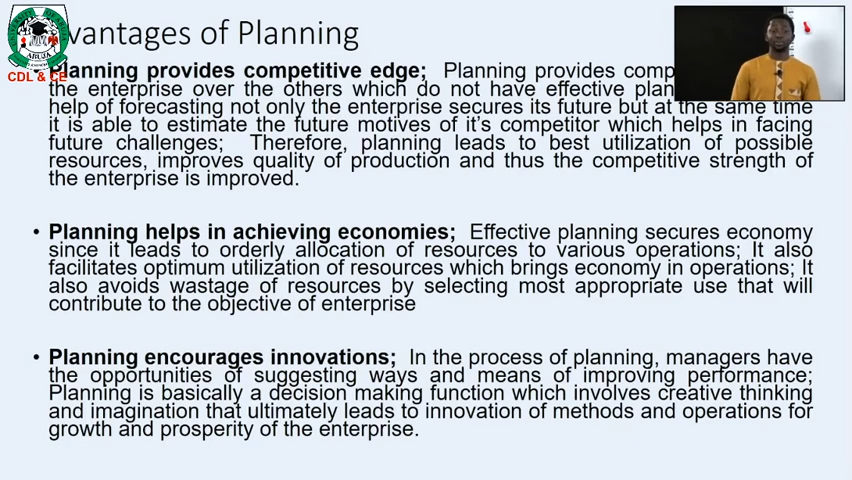 vantages of Planning
CDL & CE
Planning provides competitive edge; Planning provides comp
the enterprise over the others which do not have effective plan
help of forecasting not only the enterprise secures its future but at the same time
it is able to estimate the future motives of it's competitor which helps in facing
future challenges; Therefore, planning leads to best utilization of possible
resources, improves quality of production and thus the competitive strength of
the enterprise is improved.
• Planning helps in achieving economies; Effective planning secures economy
since it leads to orderly allocation of resources to various operations; It also
facilitates optimum utilization of resources which brings economy in operations; It
also avoids wastage of resources by selecting most appropriate use that will
contribute to the objective of enterprise
• Planning encourages innovations; In the process of planning, managers have
the opportunities of suggesting ways and means of improving performance;
Planning is basically a decision making function which involves creative thinking
and imagination that ultimately leads to innovation of methods and operations for
growth and prosperity of the enterprise.